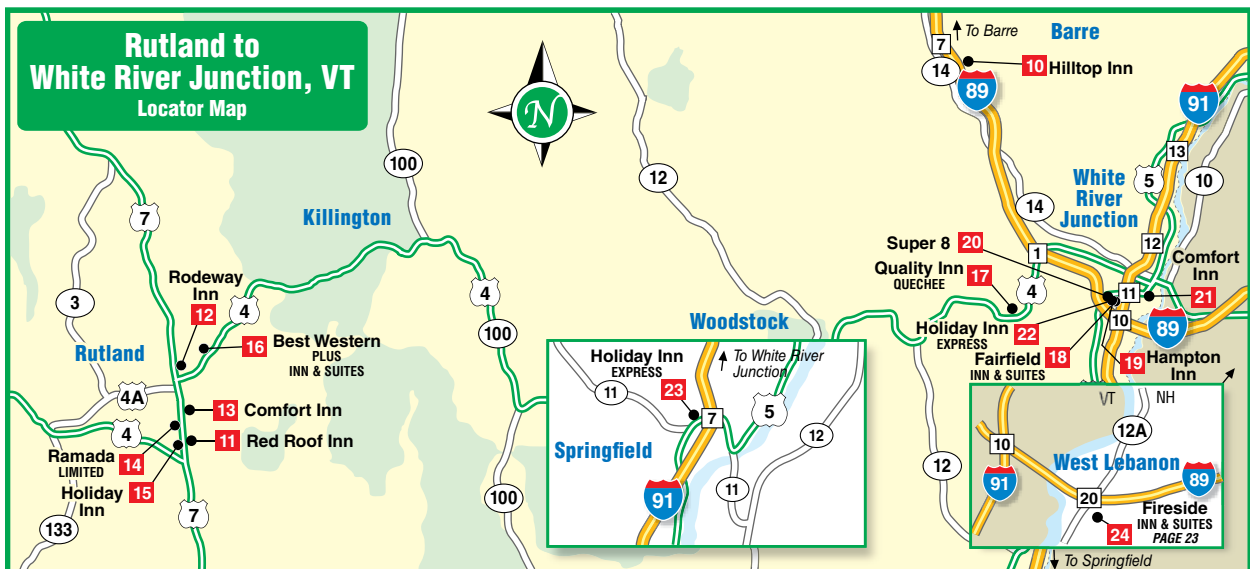 Rutland to
White River Junction, VT
Locator Map
N
To Barre
Barre
7
14
10 Hilltop Inn
89
91
13
5
10
100
12
White
River
Junction
14
12
7
Killington
Super 8 20
1
Comfort
Inn
21
Quality Inn 17
QUECHEE
4
11
Rodeway
Inn
12
3
4
4
100
Woodstock
Holiday Inn 22
EXPRESS
10
89
Fairfield 18
INN & SUITES
19 Hampton
Inn
Rutland
16 Best Western
PLUS
INN & SUITES
4A
13 Comfort Inn
4
11 Red Roof Inn
Ramada 14
LIMITED
Holiday 15
Inn
7
133
100
12
Holiday Inn
EXPRESS
23
To White River
Junction
11
7
5
12
Springfield
11
91
VT
NH
12A
10
West Lebanon
91
89
20
Fireside
INN & SUITES
PAGE 23
24
To Springfield